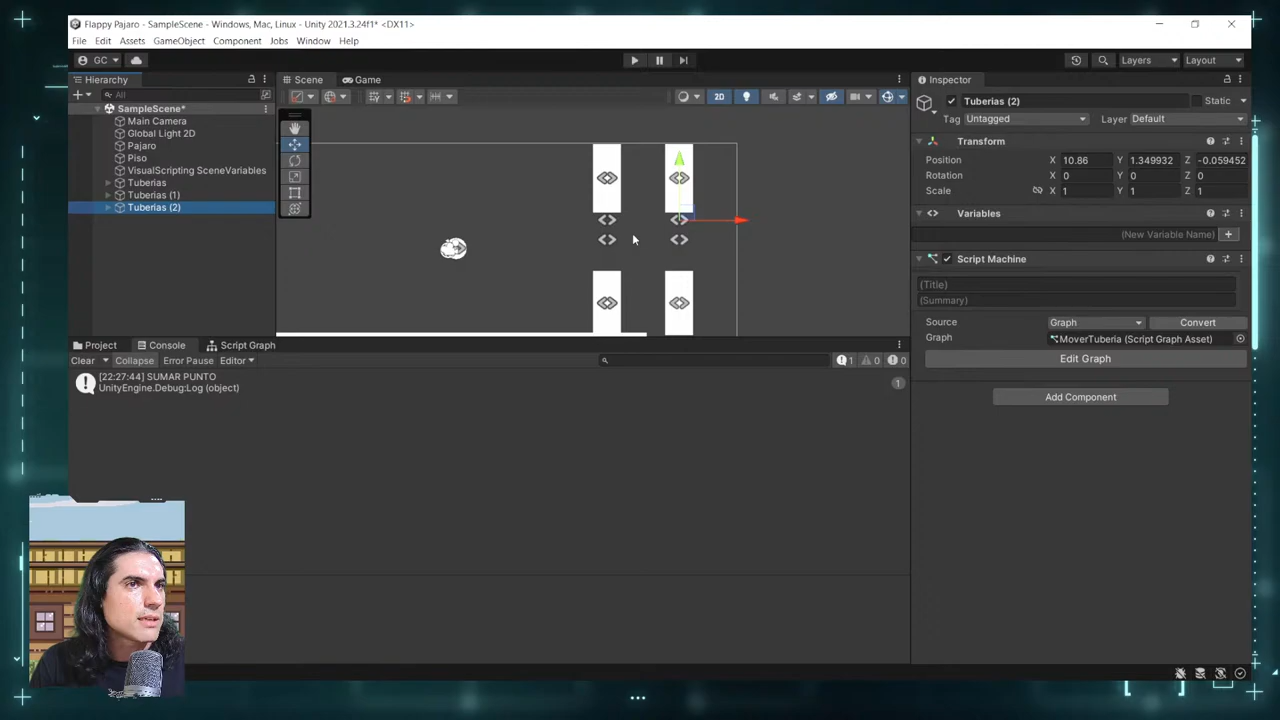 Flappy Pajaro - SampleScene - Windows, Mac, Linux - Unity 2021.3.24f1* <DX11>
File Edit Assets GameObject Component Jobs Window Help
GC
Layers
Layout
Hierarchy
All
SampleScene*
Main Camera
Global Light 2D
Pajaro
Piso
VisualScripting SceneVariables
Tuberias
Tuberias (1)
Tuberias (2)
Scene Game
2D
Project Console Script Graph
Clear Collapse Error Pause Editor
1 0 0
[22:27:44] SUMAR PUNTO
UnityEngine.Debug:Log (object)
1
Inspector
Tuberias (2) Static
Tag Untagged Layer Default
Transform
Position X 10.86 Y 1.349932 Z -0.059452
Rotation X 0 Y 0 Z 0
Scale X 1 Y 1 Z 1
Variables
(New Variable Name)
Script Machine
(Title)
(Summary)
Source Graph Convert
Graph MoverTuberia (Script Graph Asset)
Edit Graph
Add Component